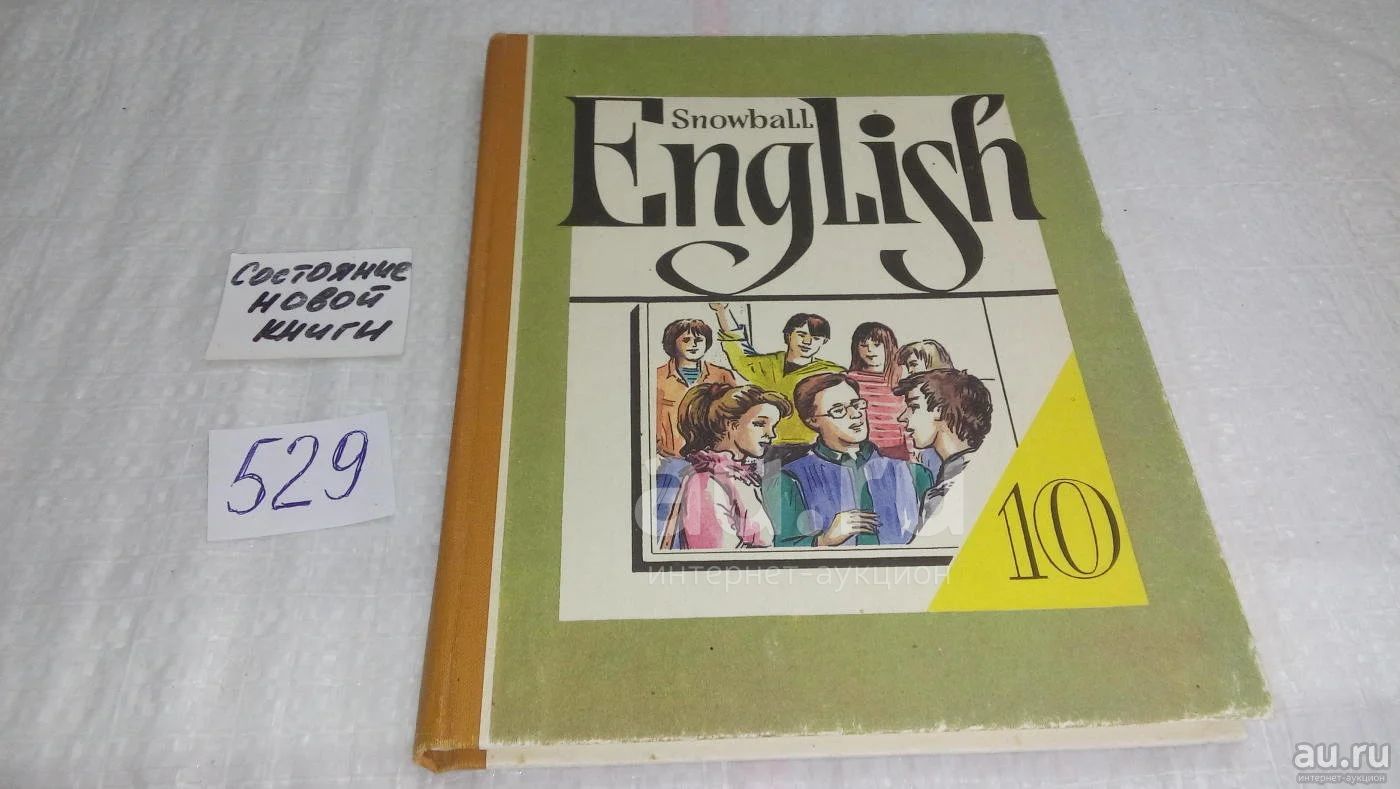 Snowball
English
Состояние
новой
книги
529
10
au.ru
интернет-аукцион
au.ru
интернет-аукцион